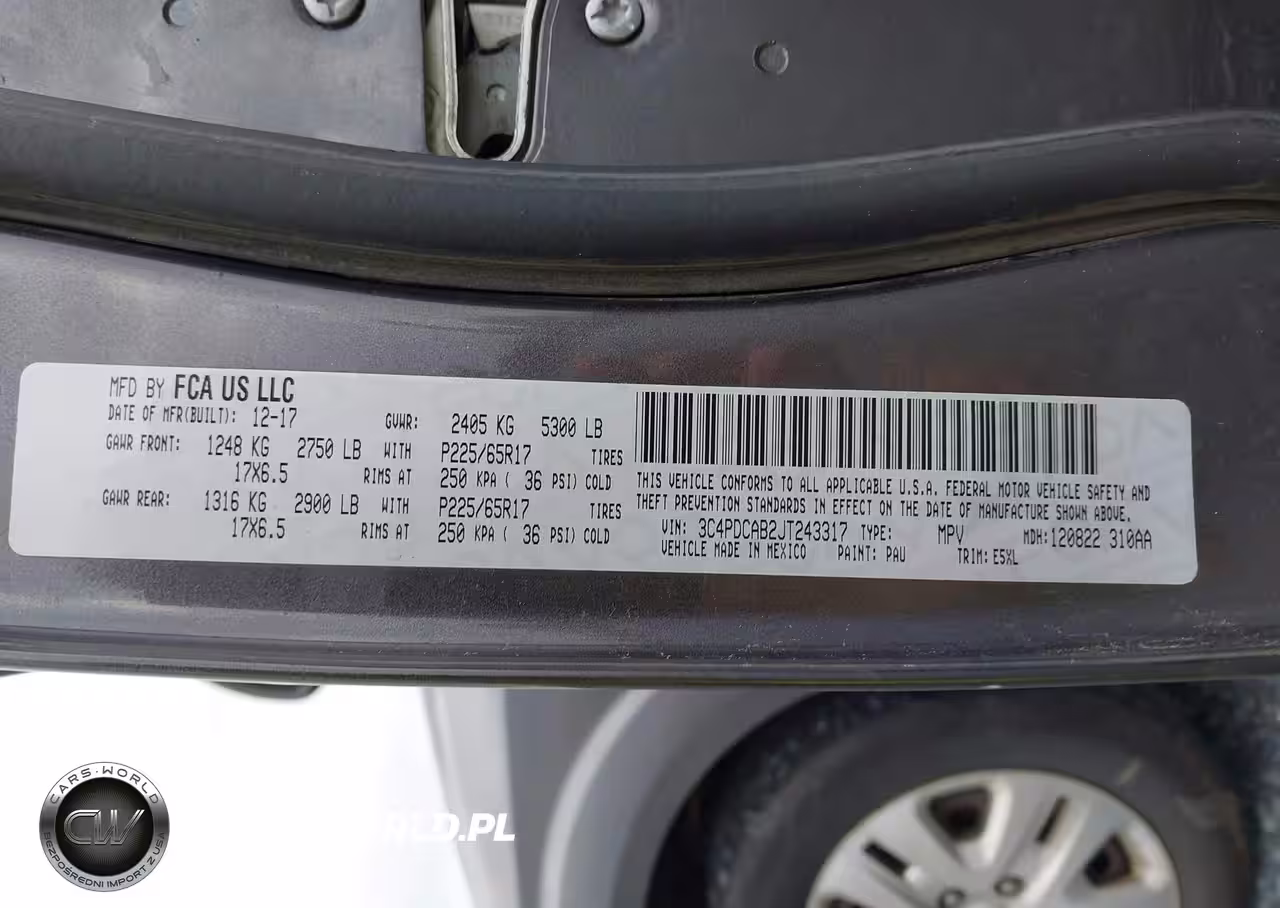 MFD BY FCA US LLC
DATE OF MFR(BUILT): 12-17 GVWR: 2405 KG 5300 LB
GAWR FRONT: 1248 KG 2750 LB WITH P225/65R17 TIRES
17X6.5 RIMS AT 250 KPA ( 36 PSI) COLD
GAWR REAR: 1316 KG 2900 LB WITH P225/65R17 TIRES
17X6.5 RIMS AT 250 KPA ( 36 PSI) COLD
THIS VEHICLE CONFORMS TO ALL APPLICABLE U.S.A. FEDERAL MOTOR VEHICLE SAFETY AND
THEFT PREVENTION STANDARDS IN EFFECT ON THE DATE OF MANUFACTURE SHOWN ABOVE.
VIN: 3C4PDCAB2JT243317 TYPE: MPV MDH: 120822 310AA
VEHICLE MADE IN MEXICO PAINT: PAU TRIM: E5XL
CARS-WORLD
CW
BEZPOŚREDNI IMPORT Z USA
RLD.PL